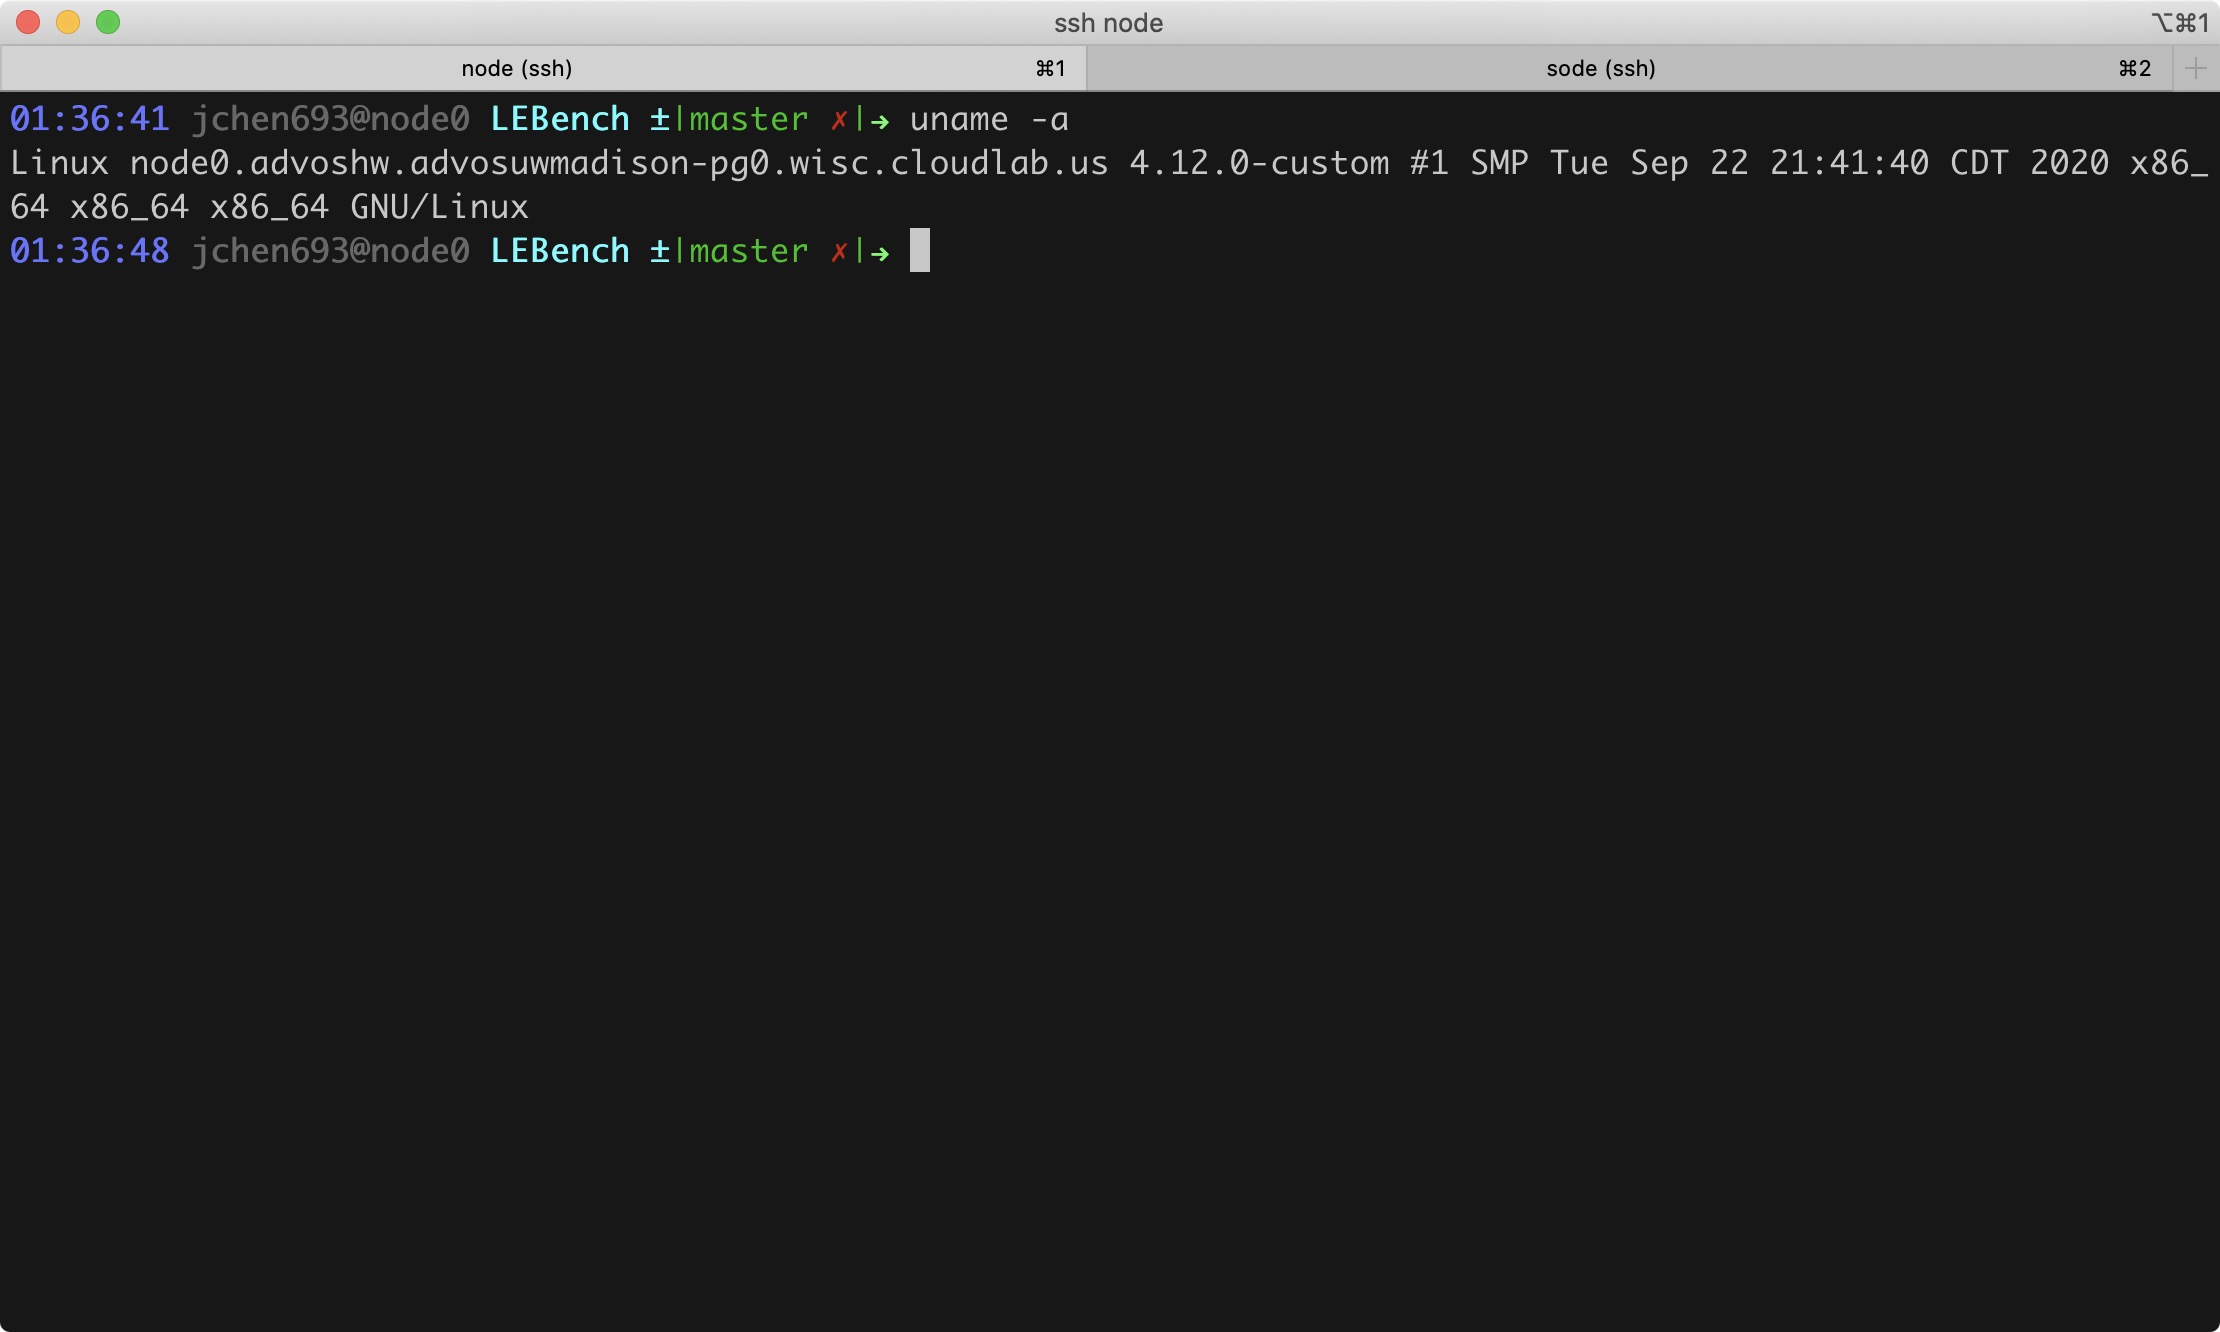 ssh node ⌥⌘1
node (ssh) ⌘1 sode (ssh) ⌘2 +
01:36:41 jchen693@node0 LEBench ±|master ✗|→ uname -a
Linux node0.advoshw.advosuwmadison-pg0.wisc.cloudlab.us 4.12.0-custom #1 SMP Tue Sep 22 21:41:40 CDT 2020 x86_
64 x86_64 x86_64 GNU/Linux
01:36:48 jchen693@node0 LEBench ±|master ✗|→